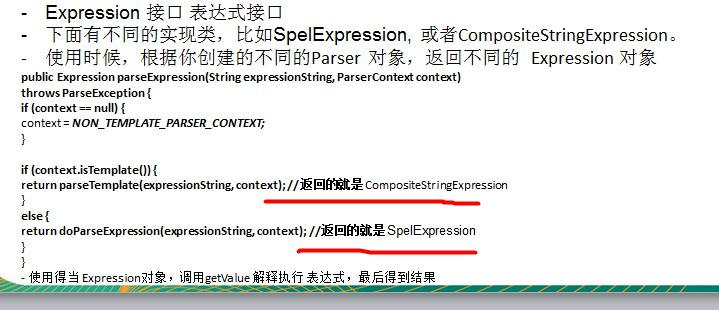 - Expression 接口 表达式接口
- 下面有不同的实现类，比如SpelExpression, 或者CompositeStringExpression。
- 使用时候，根据你创建的不同的Parser 对象，返回不同的 Expression 对象
public Expression parseExpression(String expressionString, ParserContext context)
throws ParseException {
if (context == null) {
context = NON_TEMPLATE_PARSER_CONTEXT;
}
if (context.isTemplate()) {
return parseTemplate(expressionString, context); //返回的就是 CompositeStringExpression
}
else {
return doParseExpression(expressionString, context); //返回的就是 SpelExpression
}
}
- 使用得当 Expression对象，调用getValue 解释执行 表达式，最后得到结果